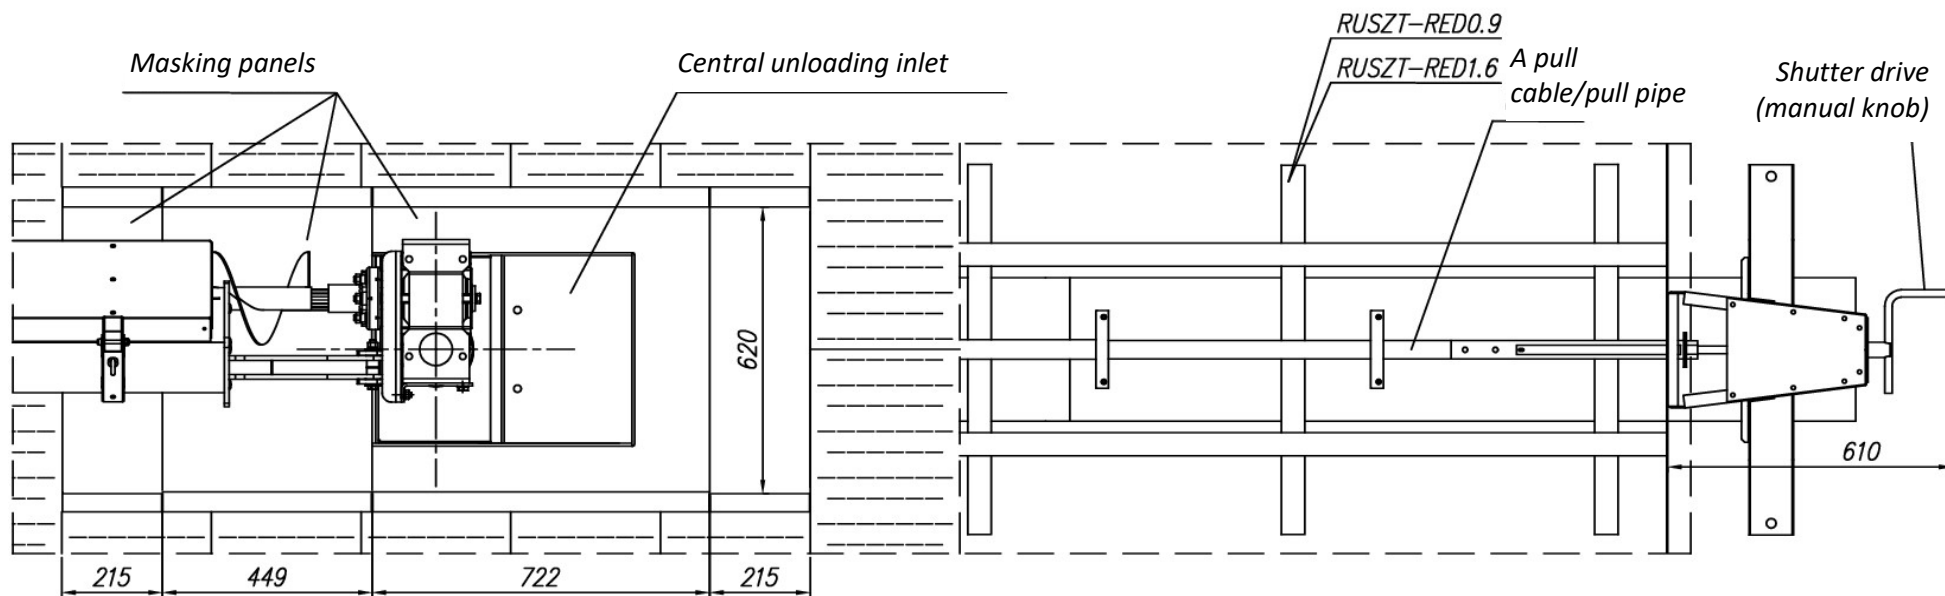 RUSZT-RED0.9
Masking panels
Central unloading inlet
RUSZT-RED1.6
A pull
cable/pull pipe
Shutter drive
(manual knob)
620
610
215
449
722
215